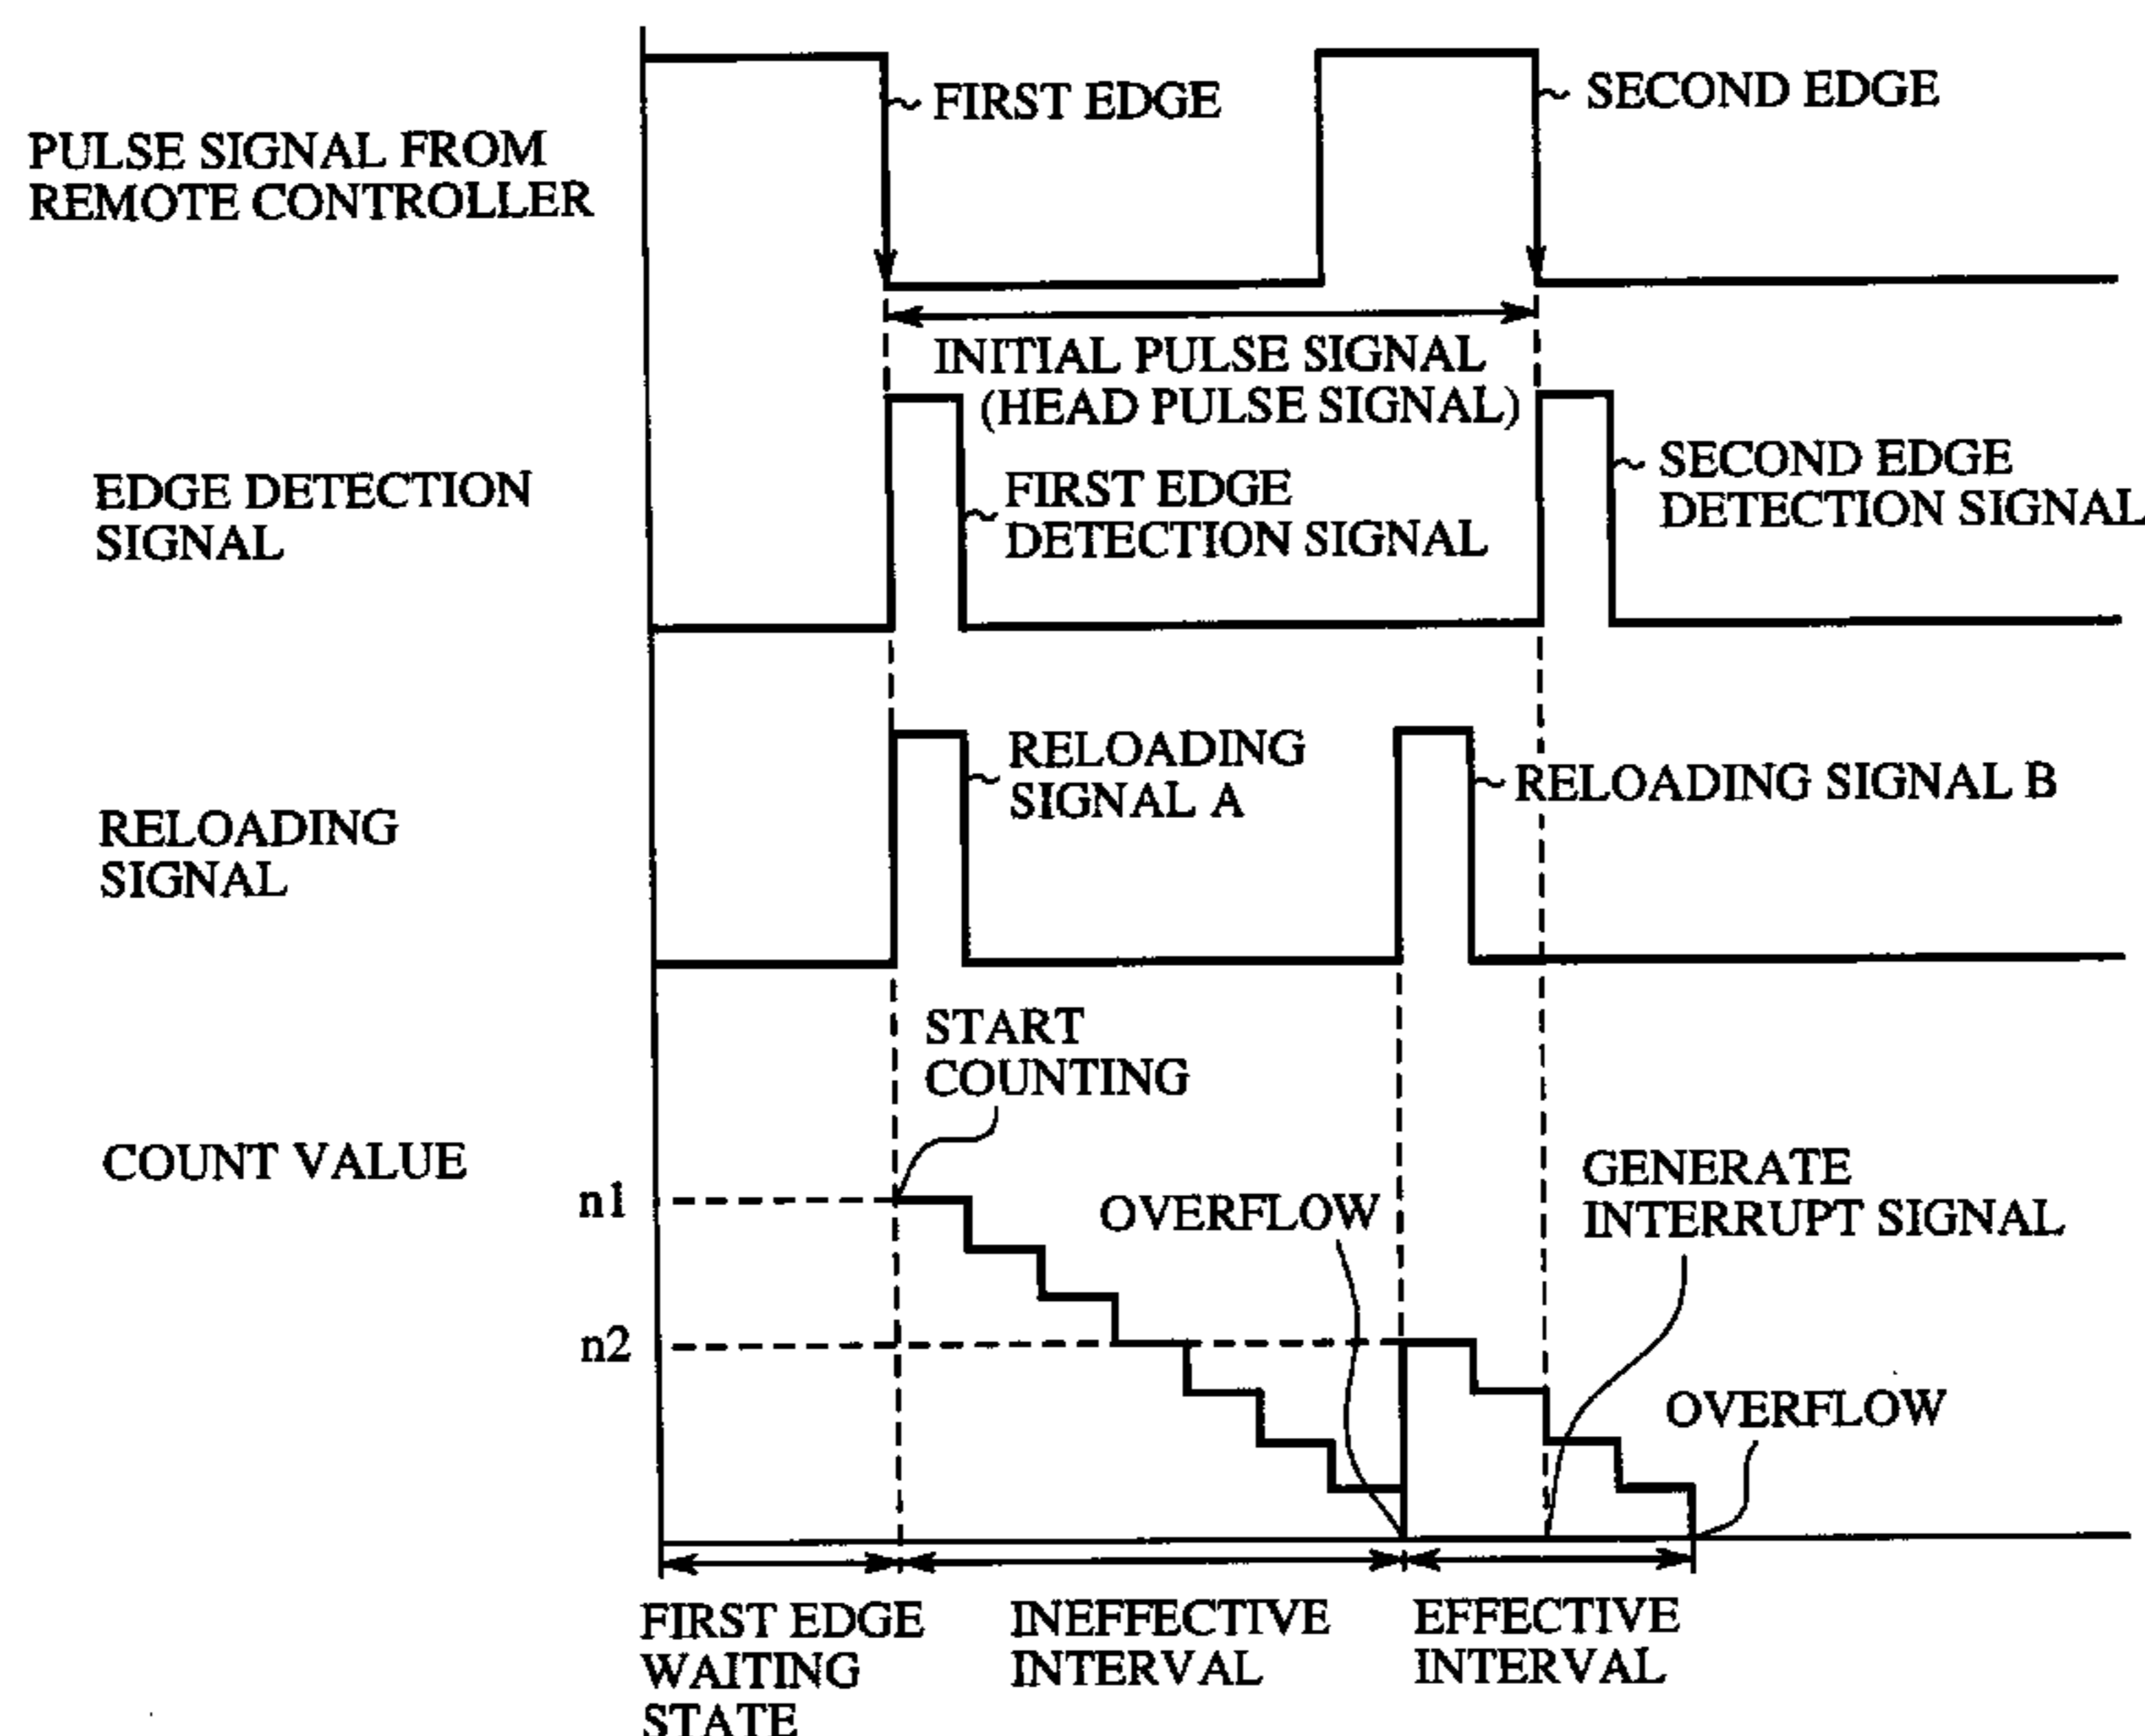 FIRST EDGE
SECOND EDGE
PULSE SIGNAL FROM
REMOTE CONTROLLER
INITIAL PULSE SIGNAL
(HEAD PULSE SIGNAL)
EDGE DETECTION
SIGNAL
FIRST EDGE
DETECTION SIGNAL
SECOND EDGE
DETECTION SIGNAL
RELOADING
SIGNAL
RELOADING
SIGNAL A
RELOADING SIGNAL B
START
COUNTING
COUNT VALUE
n1
OVERFLOW
GENERATE
INTERRUPT SIGNAL
n2
OVERFLOW
FIRST EDGE
WAITING
STATE
INEFFECTIVE
INTERVAL
EFFECTIVE
INTERVAL